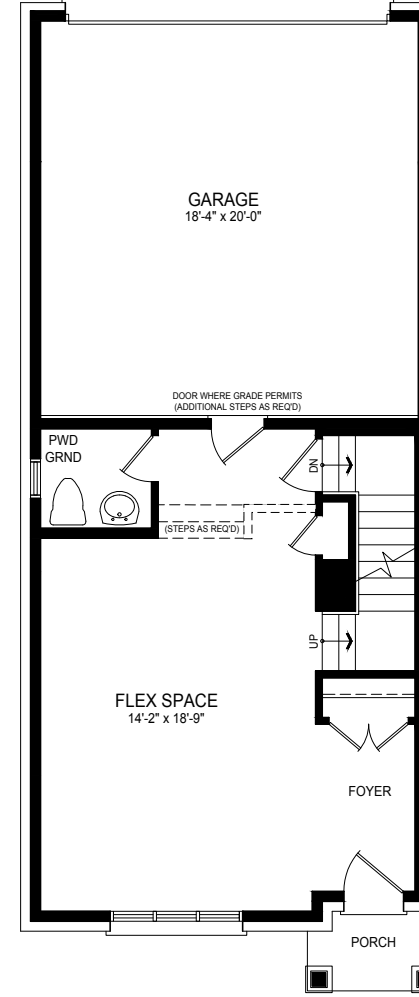 GARAGE
18'-4" x 20'-0"
DOOR WHERE GRADE PERMITS
(ADDITIONAL STEPS AS REQ'D)
PWD
GRND
DN
(STEPS AS REQ'D)
UP
FLEX SPACE
14'-2" x 18'-9"
FOYER
PORCH